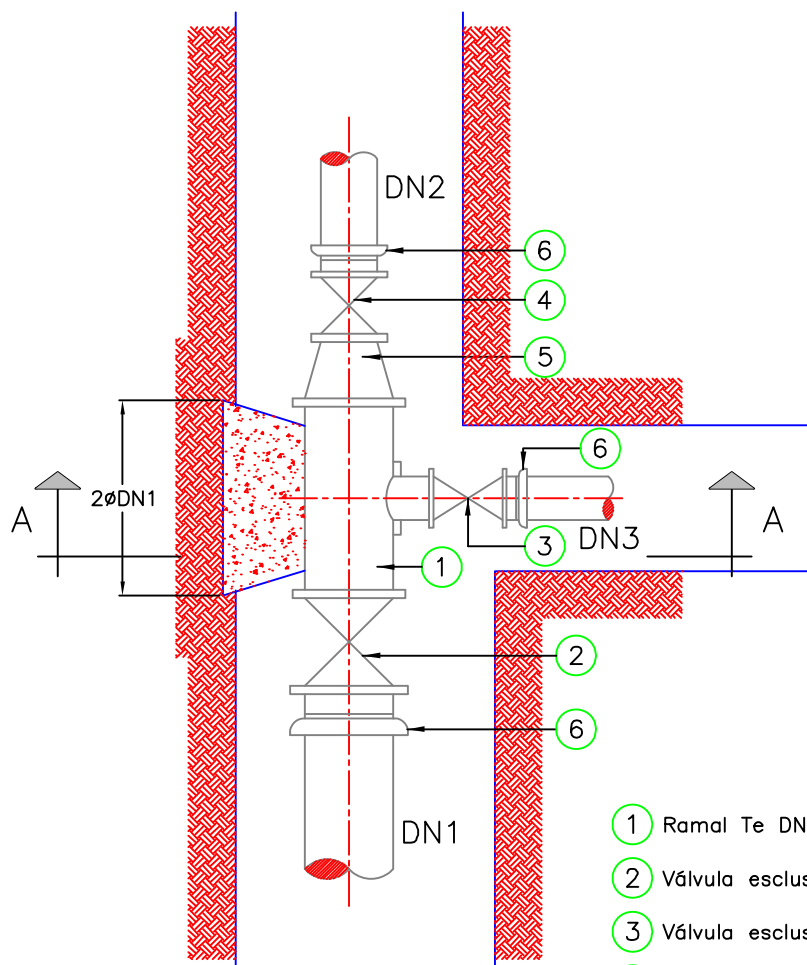 DN2
6
4
5
6
2øDN1
A
A
DN3
3
1
2
6
DN1
1 Ramal Te DN
2 Válvula esclus
3 Válvula esclus